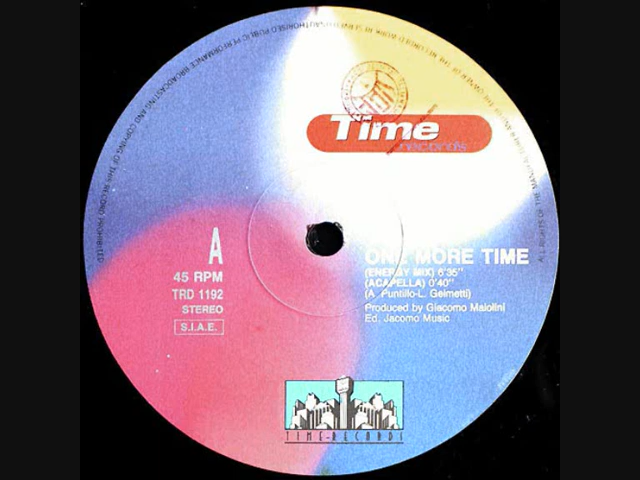 Time
records
A
45 RPM
TRD 1192
STEREO
S.I.A.E.
ONE MORE TIME
(ENERGY MIX) 6'35"
(ACAPELLA) 0'40"
(A. Puntillo-L. Gelmetti)
Produced by Giacomo Maiolini
Ed. Jacomo Music
TIME-RECORDS